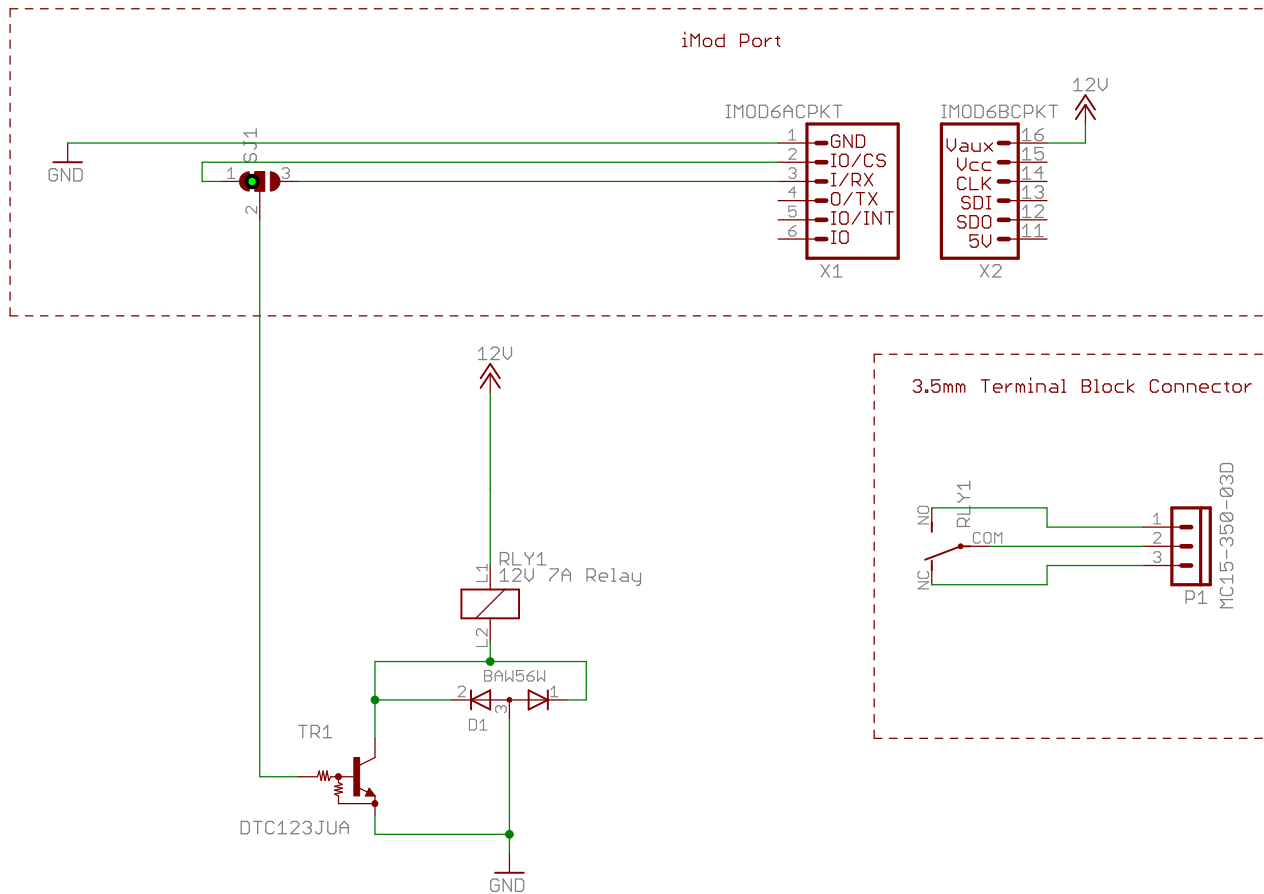 iMod Port
12V
IMOD6ACPKT
IMOD6BCPKT
SJ1
GND
1
3
2
1 GND
2 IO/CS
3 I/RX
4 O/TX
5 IO/INT
6 IO
X1
Vaux 16
Vcc 15
CLK 14
SDI 13
SDO 12
5V 11
X2
12V
3.5mm Terminal Block Connector
L1
RLY1
12V 7A Relay
L2
BAW56W
2
1
3
D1
TR1
DTC123JUA
GND
NO
RLY1
COM
NC
1
2
3
P1
MC15-350-03D